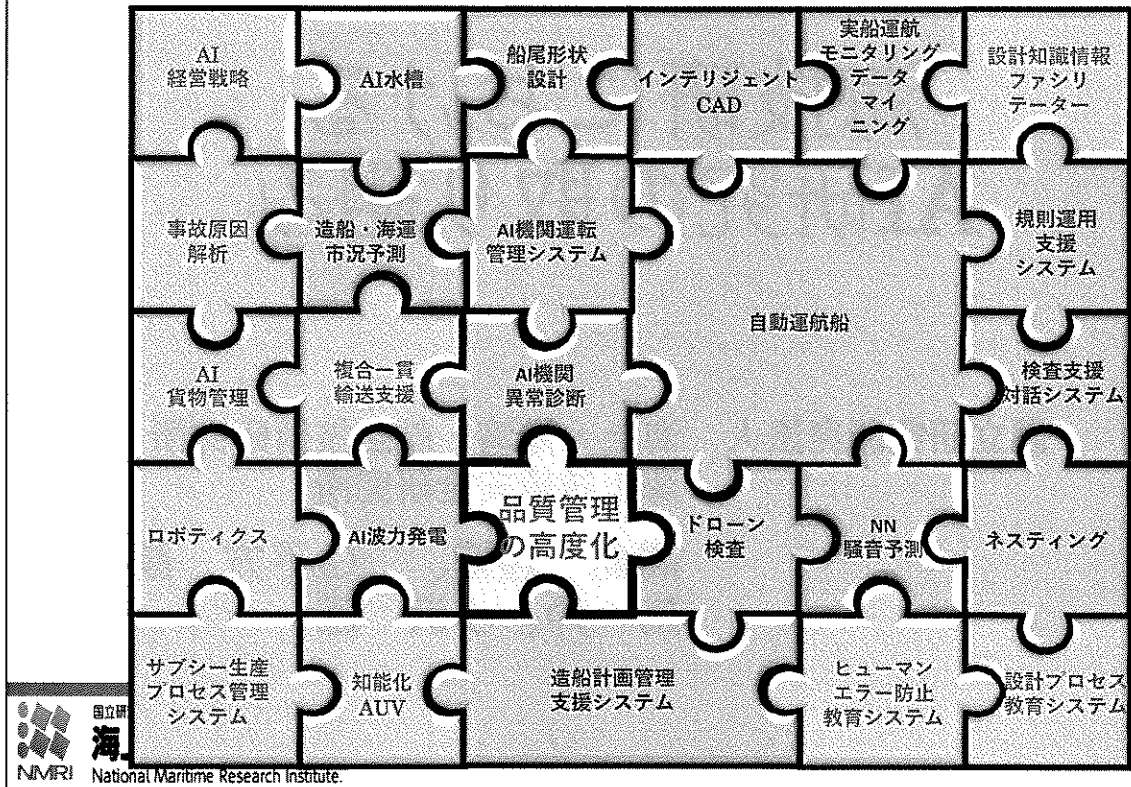 AI
経営戦略
AI水槽
船尾形状
設計
インテリジェント
CAD
実船運航
モニタリング
データ
マイ
ニング
設計知識情報
ファシリ
テーター
事故原因
解析
造船・海運
市況予測
AI機関運転
管理システム
自動運航船
規則運用
支援
システム
AI
貨物管理
複合一貫
輸送支援
AI機関
異常診断
検査支援
対話システム
ロボティクス
AI波力発電
品質管理
の高度化
ドローン
検査
NN
騒音予測
ネスティング
サブシー生産
プロセス管理
システム
知能化
AUV
造船計画管理
支援システム
ヒューマン
エラー防止
教育システム
設計プロセス
教育システム
国立研
海上
NMRI
National Maritime Research Institute.